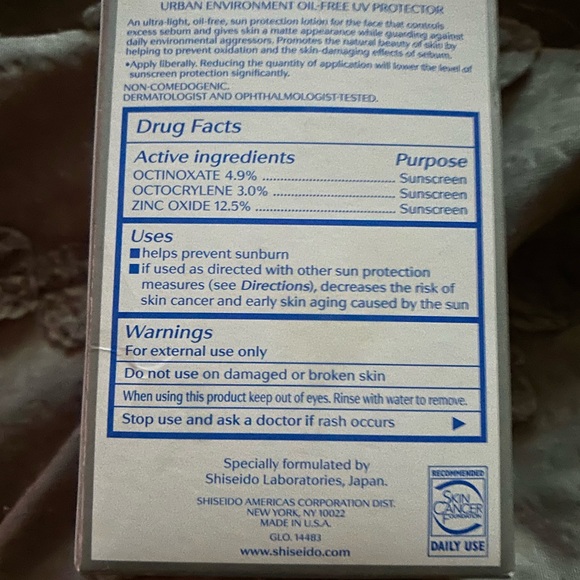 URBAN ENVIRONMENT OIL-FREE UV PROTECTOR
An ultra-light, oil-free, sun protection lotion for the face that controls
excess sebum and gives skin a matte appearance while guarding against
daily environmental aggressors. Promotes the natural beauty of skin by
helping to prevent oxidation and the skin-damaging effects of sebum.
•Apply liberally. Reducing the quantity of application will lower the level of
sunscreen protection significantly.
NON-COMEDOGENIC.
DERMATOLOGIST AND OPHTHALMOLOGIST-TESTED.
Drug Facts
Active ingredients Purpose
OCTINOXATE 4.9% ................................ Sunscreen
OCTOCRYLENE 3.0% ............................. Sunscreen
ZINC OXIDE 12.5% ................................. Sunscreen
Uses
■ helps prevent sunburn
■ if used as directed with other sun protection
measures (see Directions), decreases the risk of
skin cancer and early skin aging caused by the sun
Warnings
For external use only
Do not use on damaged or broken skin
When using this product keep out of eyes. Rinse with water to remove.
Stop use and ask a doctor if rash occurs ▶
Specially formulated by
Shiseido Laboratories, Japan.
SHISEIDO AMERICAS CORPORATION DIST.
NEW YORK, NY 10022
MADE IN U.S.A.
GLO. 14483
www.shiseido.com
RECOMMENDED
SKIN
CANCER
FOUNDATION
DAILY USE